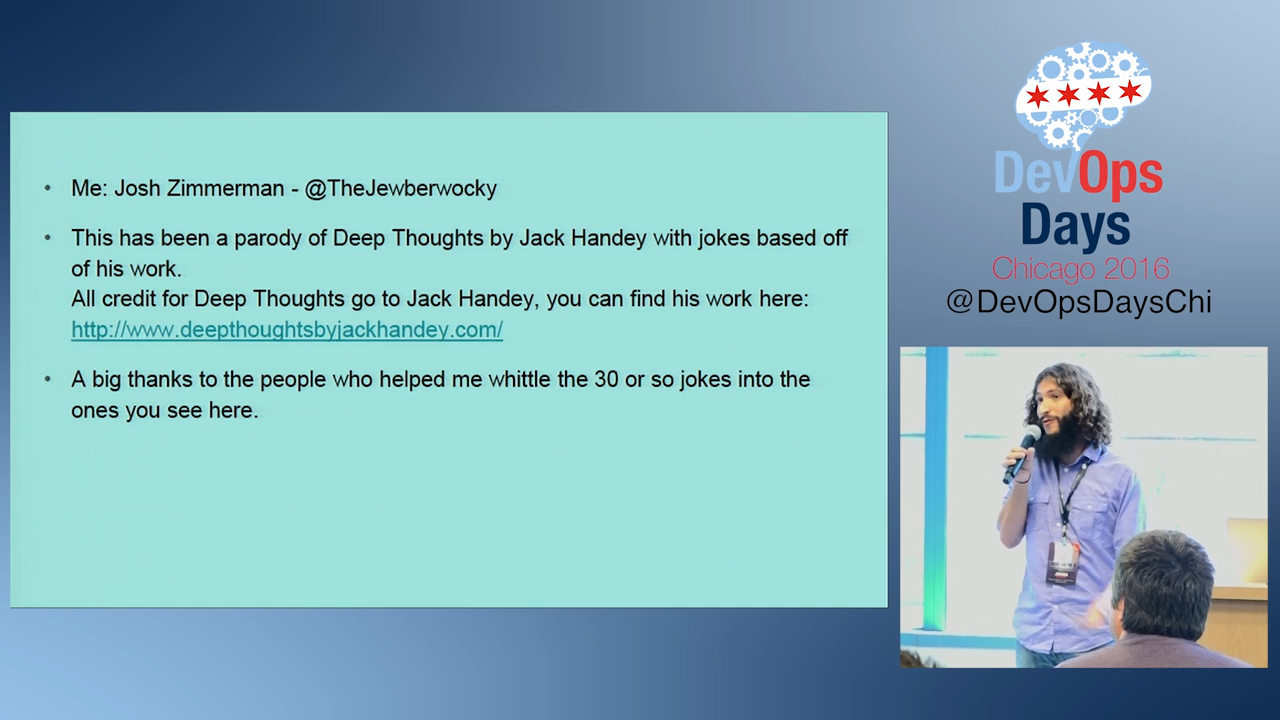 Me: Josh Zimmerman - @TheJewberwocky
This has been a parody of Deep Thoughts by Jack Handey with jokes based off
of his work.
All credit for Deep Thoughts go to Jack Handey, you can find his work here:
http://www.deepthoughtsbyjackhandey.com/
A big thanks to the people who helped me whittle the 30 or so jokes into the
ones you see here.
DevOps
Days
Chicago 2016
@DevOpsDaysChi